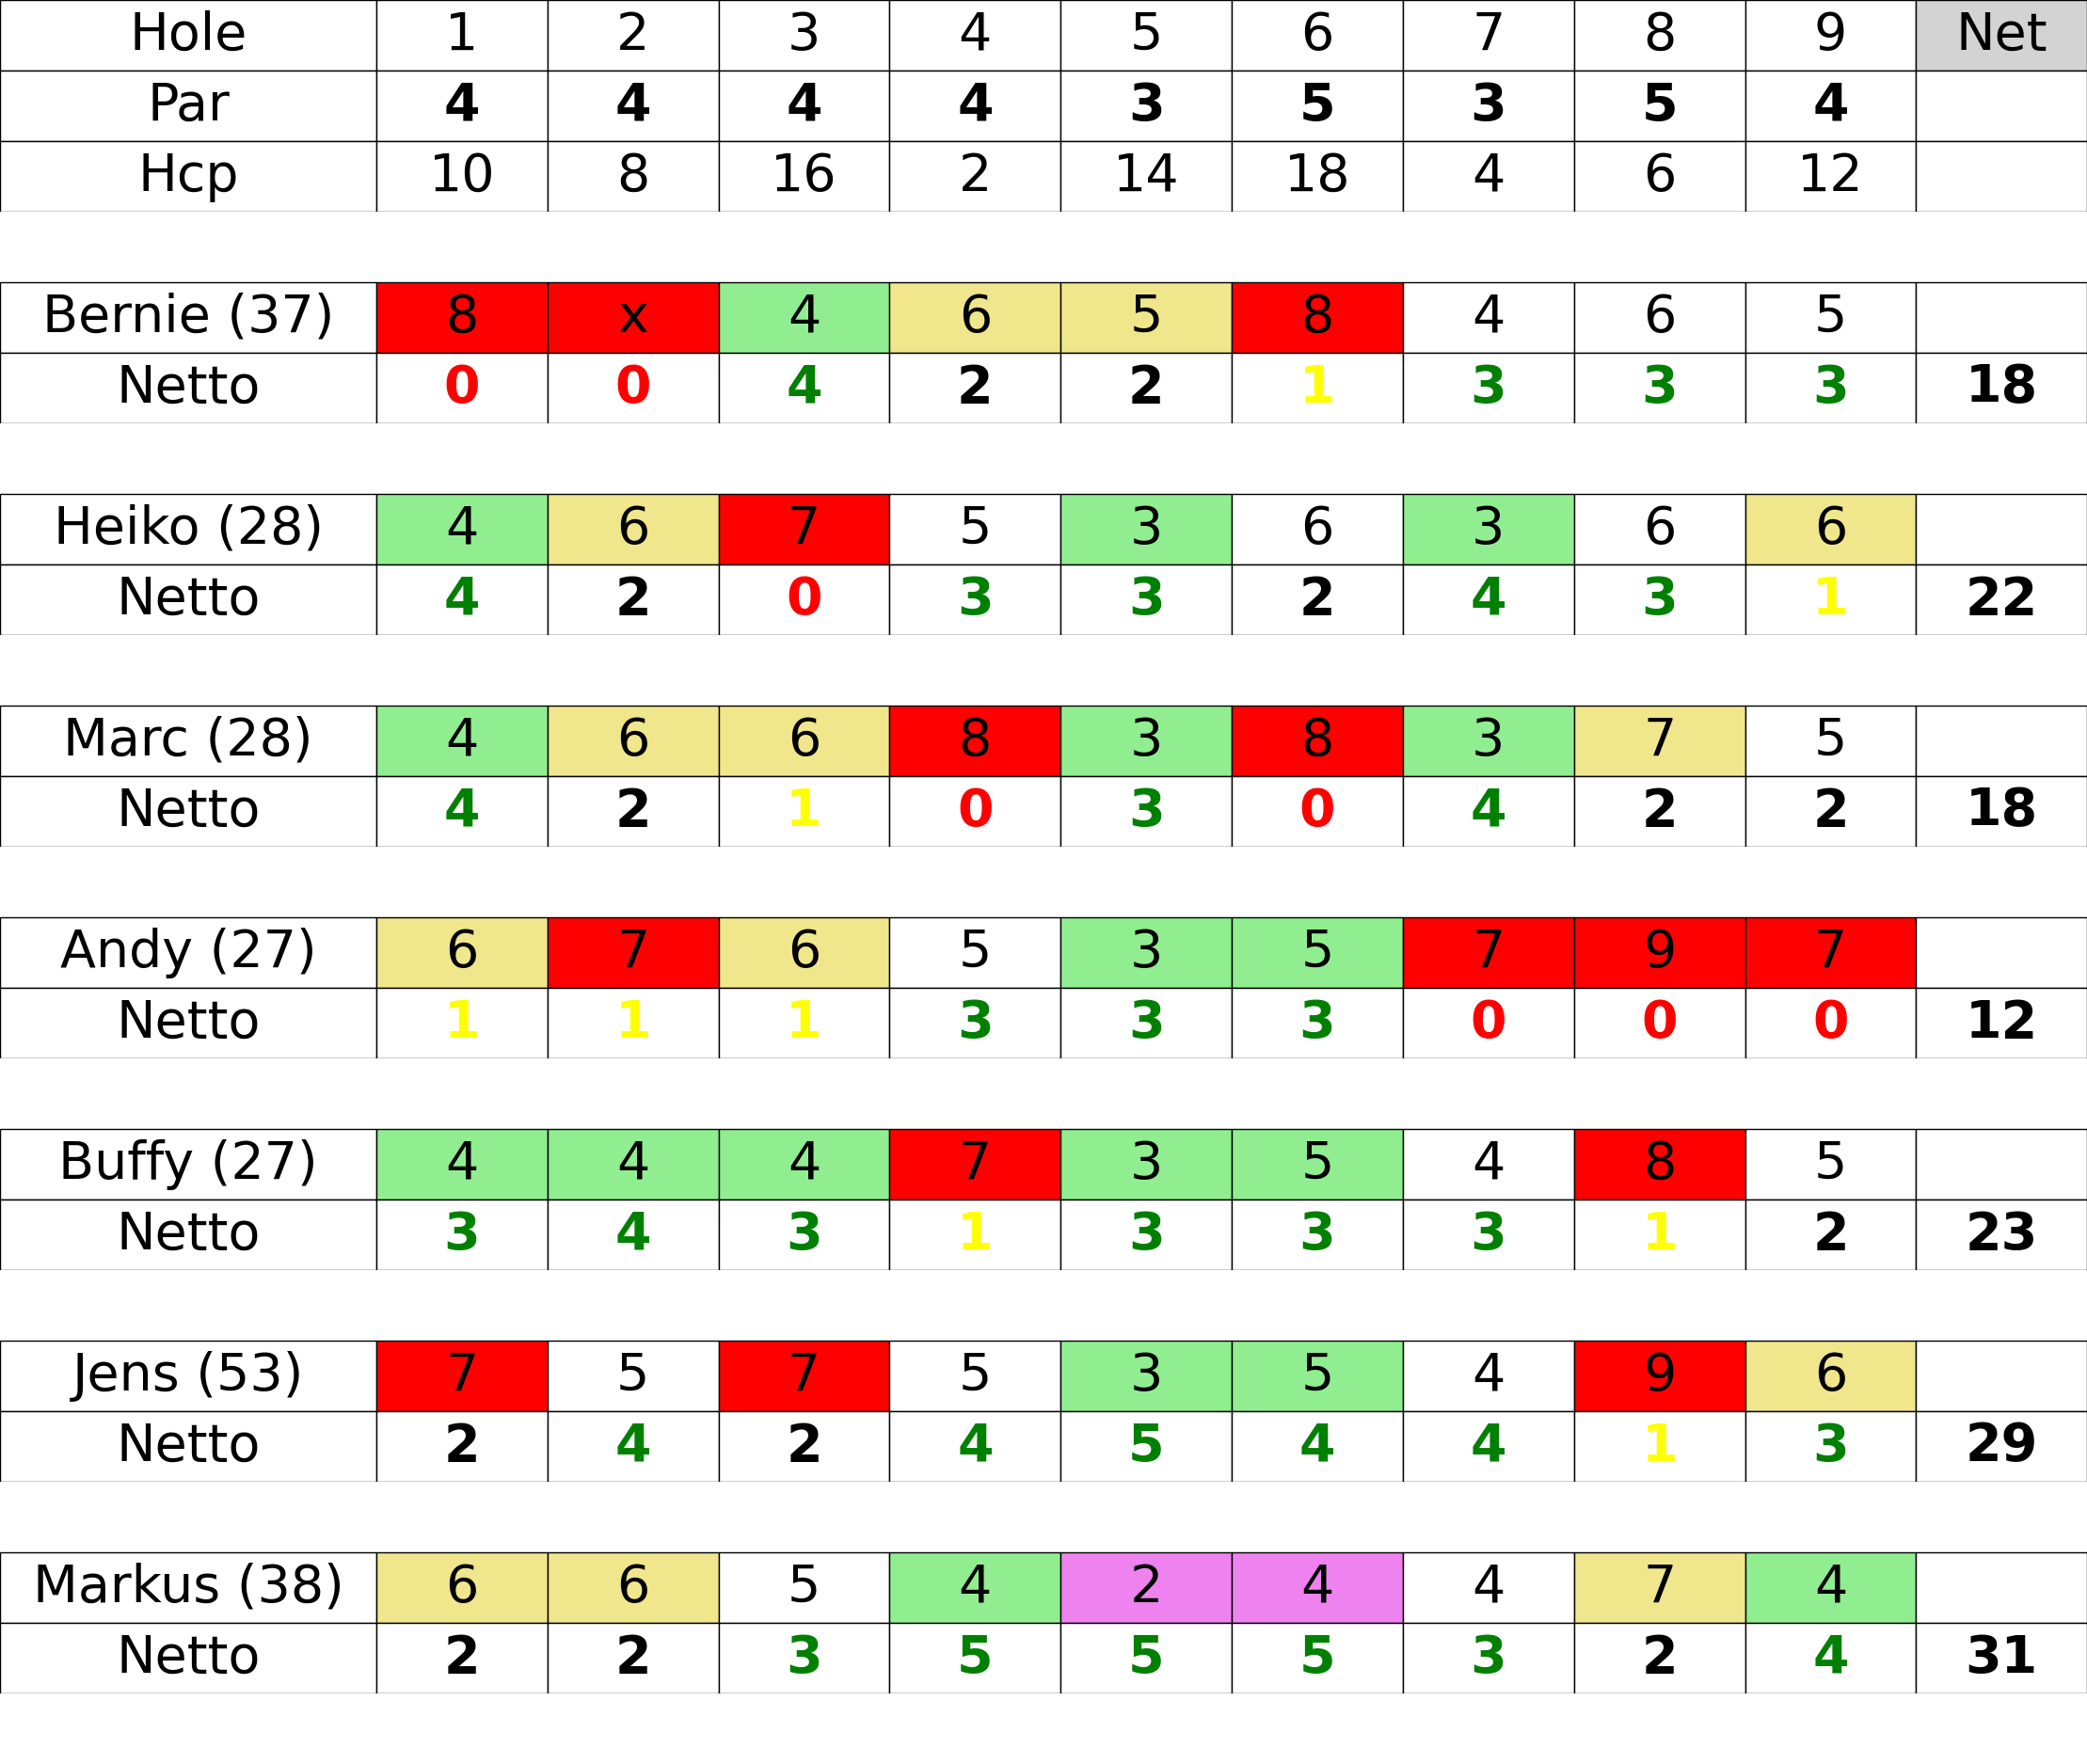 Hole 1 2 3 4 5 6 7 8 9 Net
Par 4 4 4 4 3 5 3 5 4
Hcp 10 8 16 2 14 18 4 6 12
Bernie (37) 8 x 4 6 5 8 4 6 5
Netto 0 0 4 2 2 1 3 3 3 18
Heiko (28) 4 6 7 5 3 6 3 6 6
Netto 4 2 0 3 3 2 4 3 1 22
Marc (28) 4 6 6 8 3 8 3 7 5
Netto 4 2 1 0 3 0 4 2 2 18
Andy (27) 6 7 6 5 3 5 7 9 7
Netto 1 1 1 3 3 3 0 0 0 12
Buffy (27) 4 4 4 7 3 5 4 8 5
Netto 3 4 3 1 3 3 3 1 2 23
Jens (53) 7 5 7 5 3 5 4 9 6
Netto 2 4 2 4 5 4 4 1 3 29
Markus (38) 6 6 5 4 2 4 4 7 4
Netto 2 2 3 5 5 5 3 2 4 31